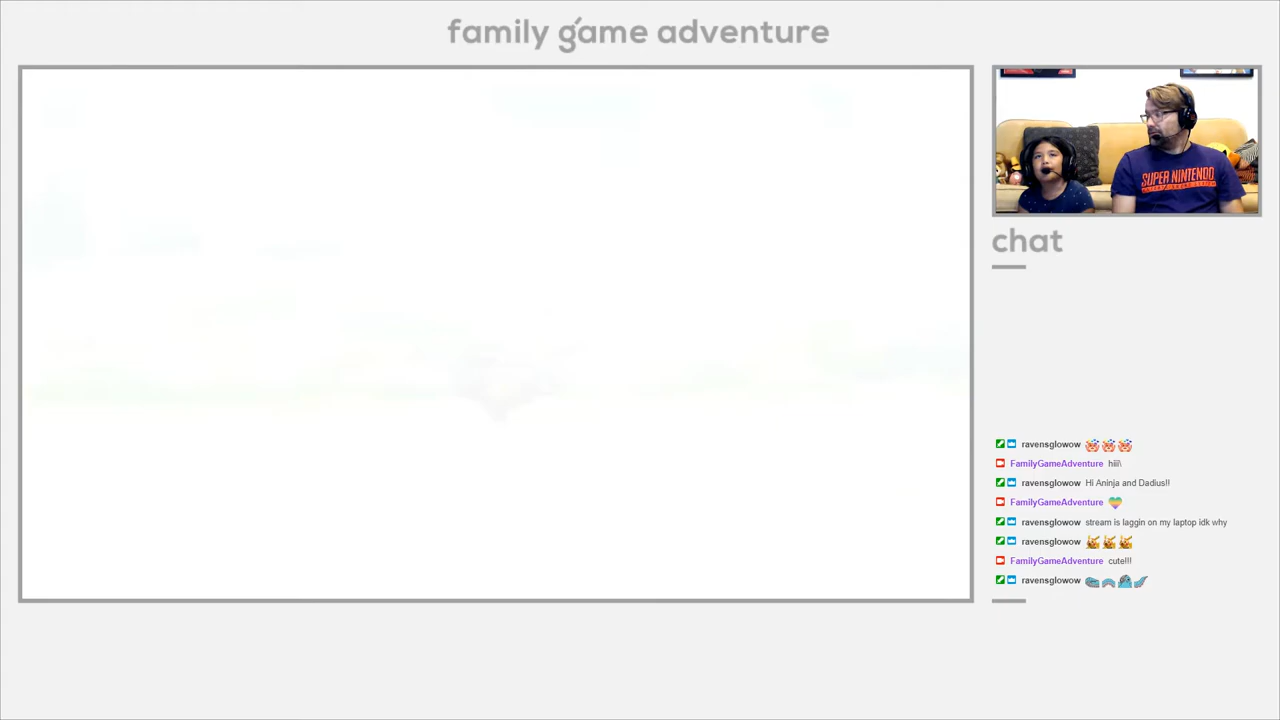 family game adventure
SUPER NINTENDO
chat
ravensglowow
FamilyGameAdventure hiii\
ravensglowow Hi Aninja and Dadius!!
FamilyGameAdventure
ravensglowow stream is laggin on my laptop idk why
ravensglowow
FamilyGameAdventure cute!!!
ravensglowow